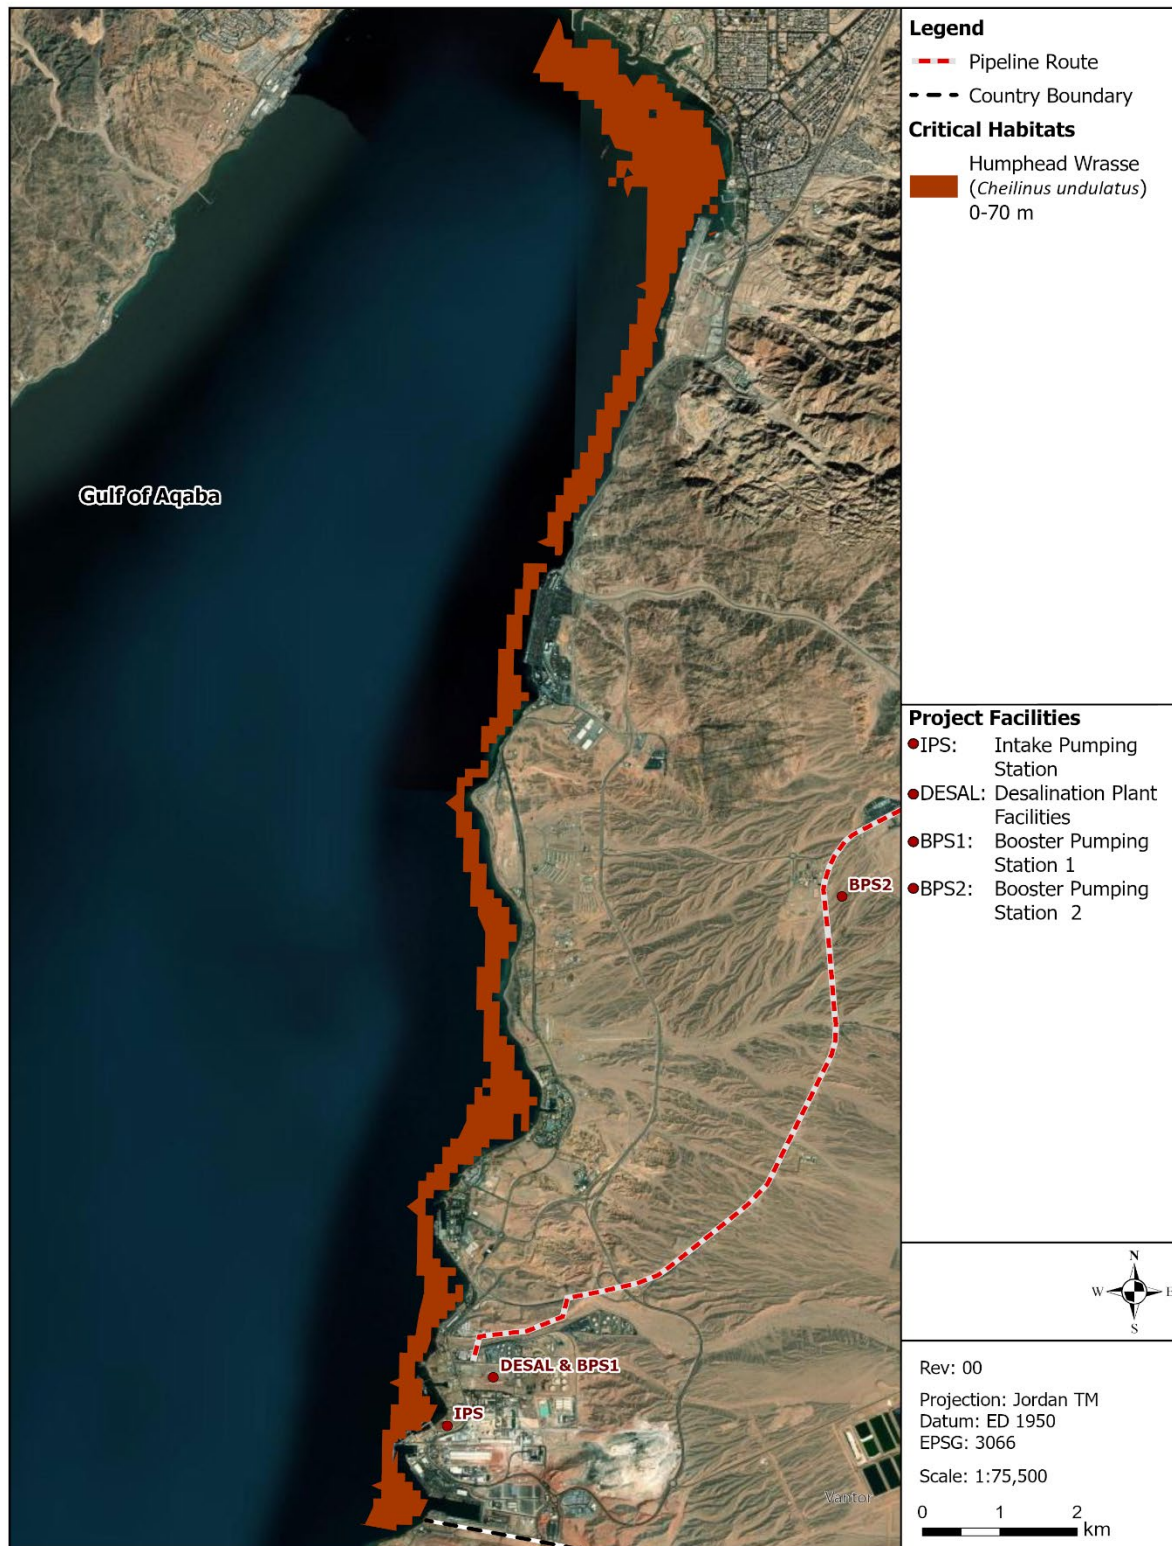 Legend
Pipeline Route
Country Boundary
Critical Habitats
Humphead Wrasse
(Cheilinus undulatus)
0-70 m
Gulf of Aqaba
Project Facilities
IPS: Intake Pumping
Station
DESAL: Desalination Plant
Facilities
BPS1: Booster Pumping
Station 1
BPS2: Booster Pumping
Station 2
BPS2
DESAL & BPS1
IPS
Vantor
N
W E
S
Rev: 00
Projection: Jordan TM
Datum: ED 1950
EPSG: 3066
Scale: 1:75,500
0 1 2
km